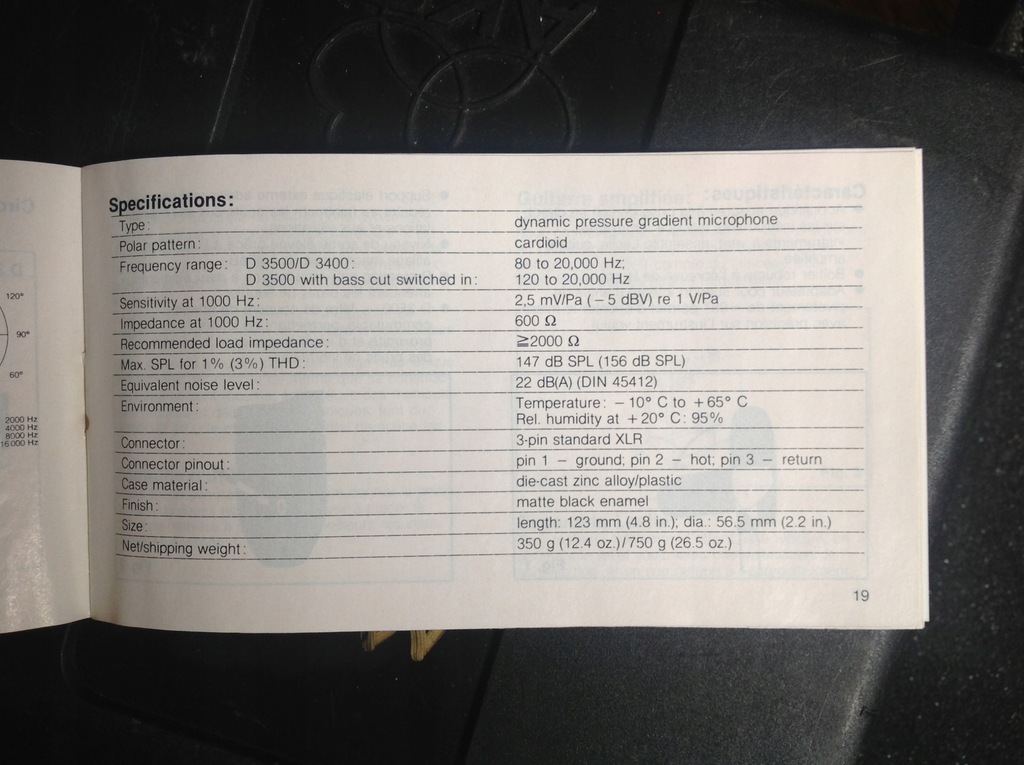 120°
90°
60°
2000 Hz
4000 Hz
8000 Hz
16000 Hz
Specifications:
Type: dynamic pressure gradient microphone
Polar pattern: cardioid
Frequency range: D 3500/D 3400: 80 to 20,000 Hz;
D 3500 with bass cut switched in: 120 to 20,000 Hz
Sensitivity at 1000 Hz: 2,5 mV/Pa (– 5 dBV) re 1 V/Pa
Impedance at 1000 Hz: 600 Ω
Recommended load impedance: ≧2000 Ω
Max. SPL for 1% (3%) THD: 147 dB SPL (156 dB SPL)
Equivalent noise level: 22 dB(A) (DIN 45412)
Environment: Temperature: – 10° C to +65° C
Rel. humidity at +20° C: 95%
Connector: 3-pin standard XLR
Connector pinout: pin 1 – ground; pin 2 – hot; pin 3 – return
Case material: die-cast zinc alloy/plastic
Finish: matte black enamel
Size: length: 123 mm (4.8 in.); dia.: 56.5 mm (2.2 in.)
Net/shipping weight: 350 g (12.4 oz.)/750 g (26.5 oz.)
19